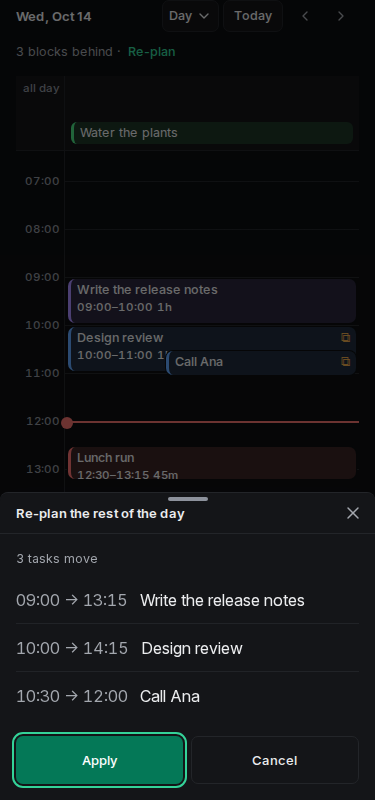 Wed, Oct 14
Day
Today
3 blocks behind · Re-plan
all day
Water the plants
07:00
08:00
09:00
Write the release notes
09:00–10:00 1h
10:00
Design review
10:00–11:00
Call Ana
11:00
12:00
Lunch run
13:00
12:30–13:15 45m
Re-plan the rest of the day
3 tasks move
09:00 → 13:15 Write the release notes
10:00 → 14:15 Design review
10:30 → 12:00 Call Ana
Apply
Cancel